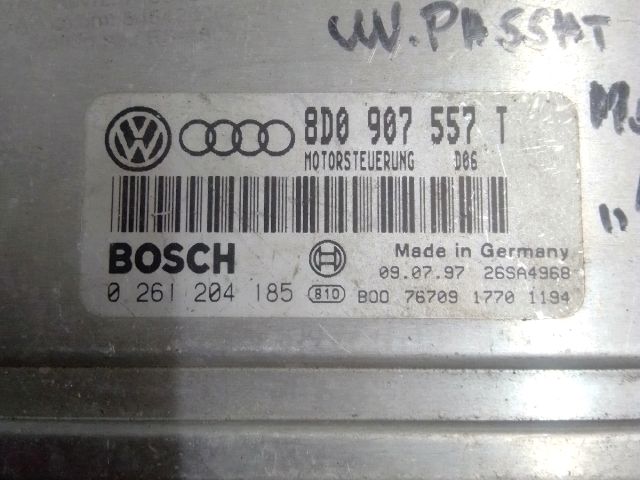 VW. PASSAT
8D0 907 557 T
MOTORSTEUERUNG D06
BOSCH
Made in Germany
09.07.97 26SA4968
0 261 204 185 810 B00 76709 1770 1194